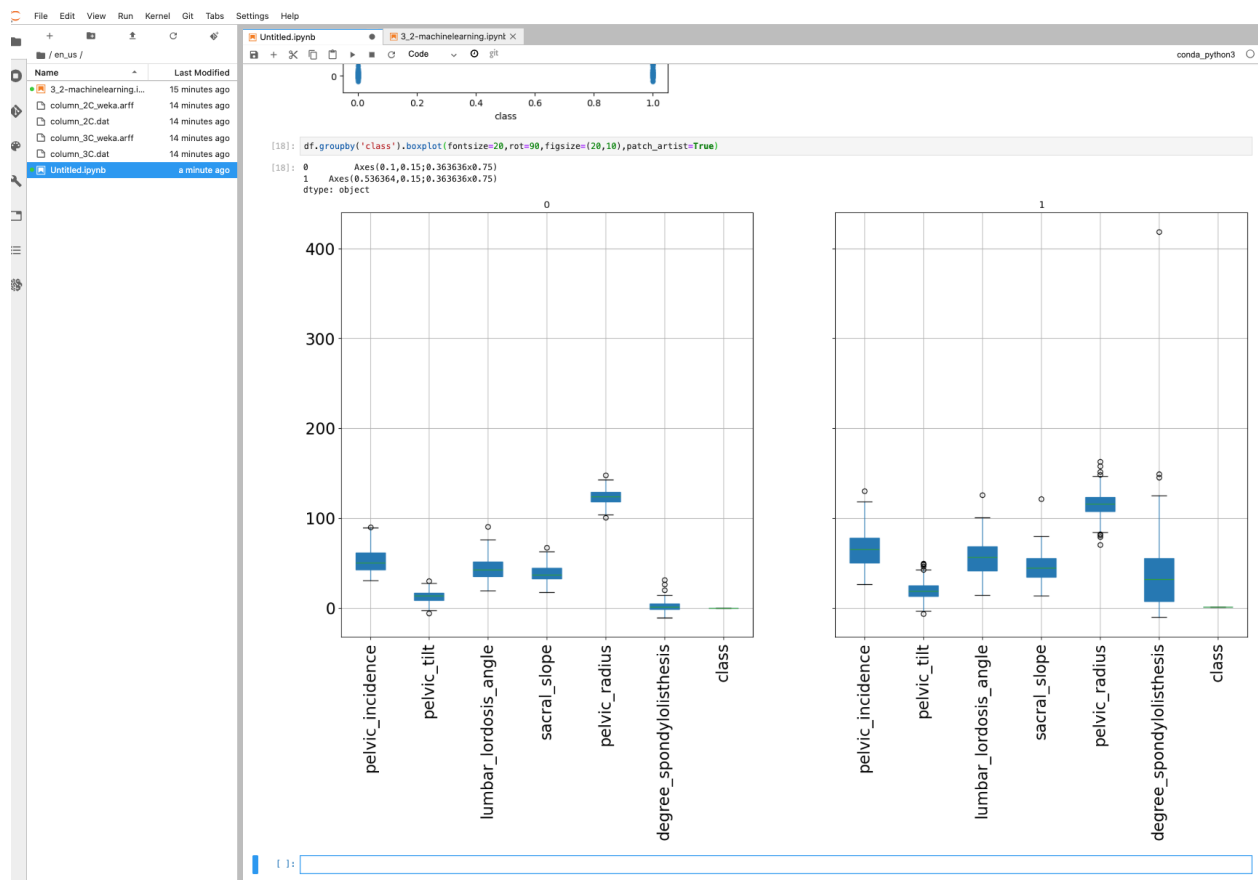 File Edit View Run Kernel Git Tabs Settings Help
Untitled.ipynb
3_2-machinelearning.ipynt
/ en_us /
Code
git
conda_python3
Name Last Modified
3_2-machinelearning.i... 15 minutes ago
column_2C_weka.arff 14 minutes ago
column_2C.dat 14 minutes ago
column_3C_weka.arff 14 minutes ago
column_3C.dat 14 minutes ago
Untitled.ipynb a minute ago
0
0.0 0.2 0.4 0.6 0.8 1.0
class
[18]: df.groupby('class').boxplot(fontsize=20,rot=90,figsize=(20,10),patch_artist=True)
[18]: 0 Axes(0.1,0.15;0.363636x0.75)
1 Axes(0.536364,0.15;0.363636x0.75)
dtype: object
0 1
400
300
200
100
0
pelvic_incidence
pelvic_tilt
lumbar_lordosis_angle
sacral_slope
pelvic_radius
degree_spondylolisthesis
class
pelvic_incidence
pelvic_tilt
lumbar_lordosis_angle
sacral_slope
pelvic_radius
degree_spondylolisthesis
class
[ ]: